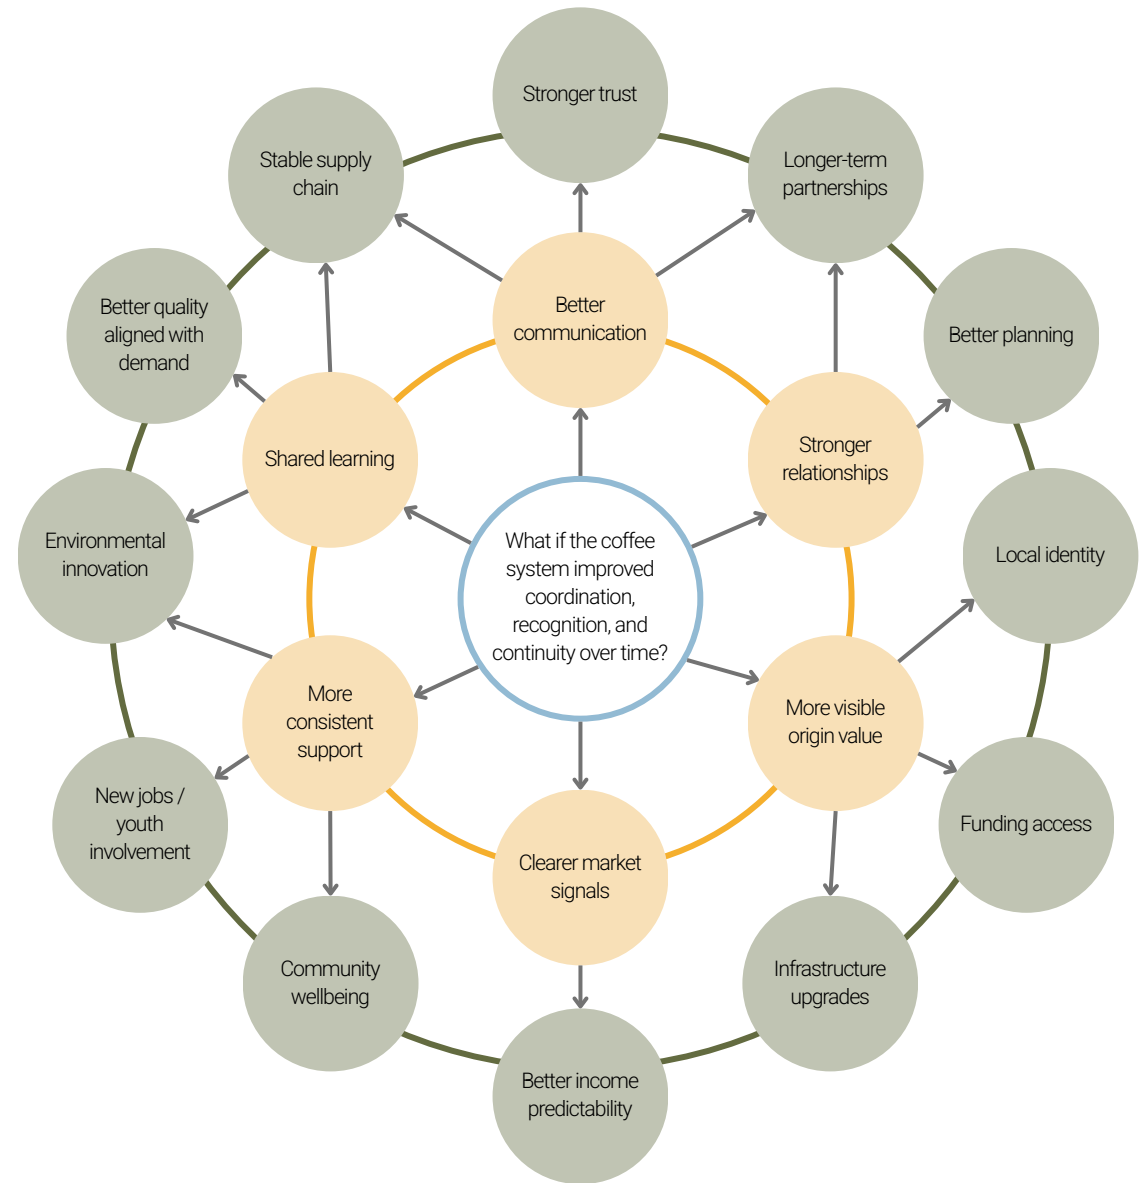 Stronger trust
Stable supply
chain
Longer-term
partnerships
Better quality
aligned with
demand
Better
communication
Better planning
Shared learning
Stronger
relationships
Environmental
innovation
What if the coffee
system improved
coordination,
recognition, and
continuity over time?
Local identity
More
consistent
support
More visible
origin value
New jobs /
youth
involvement
Clearer market
signals
Funding access
Community
wellbeing
Infrastructure
upgrades
Better income
predictability